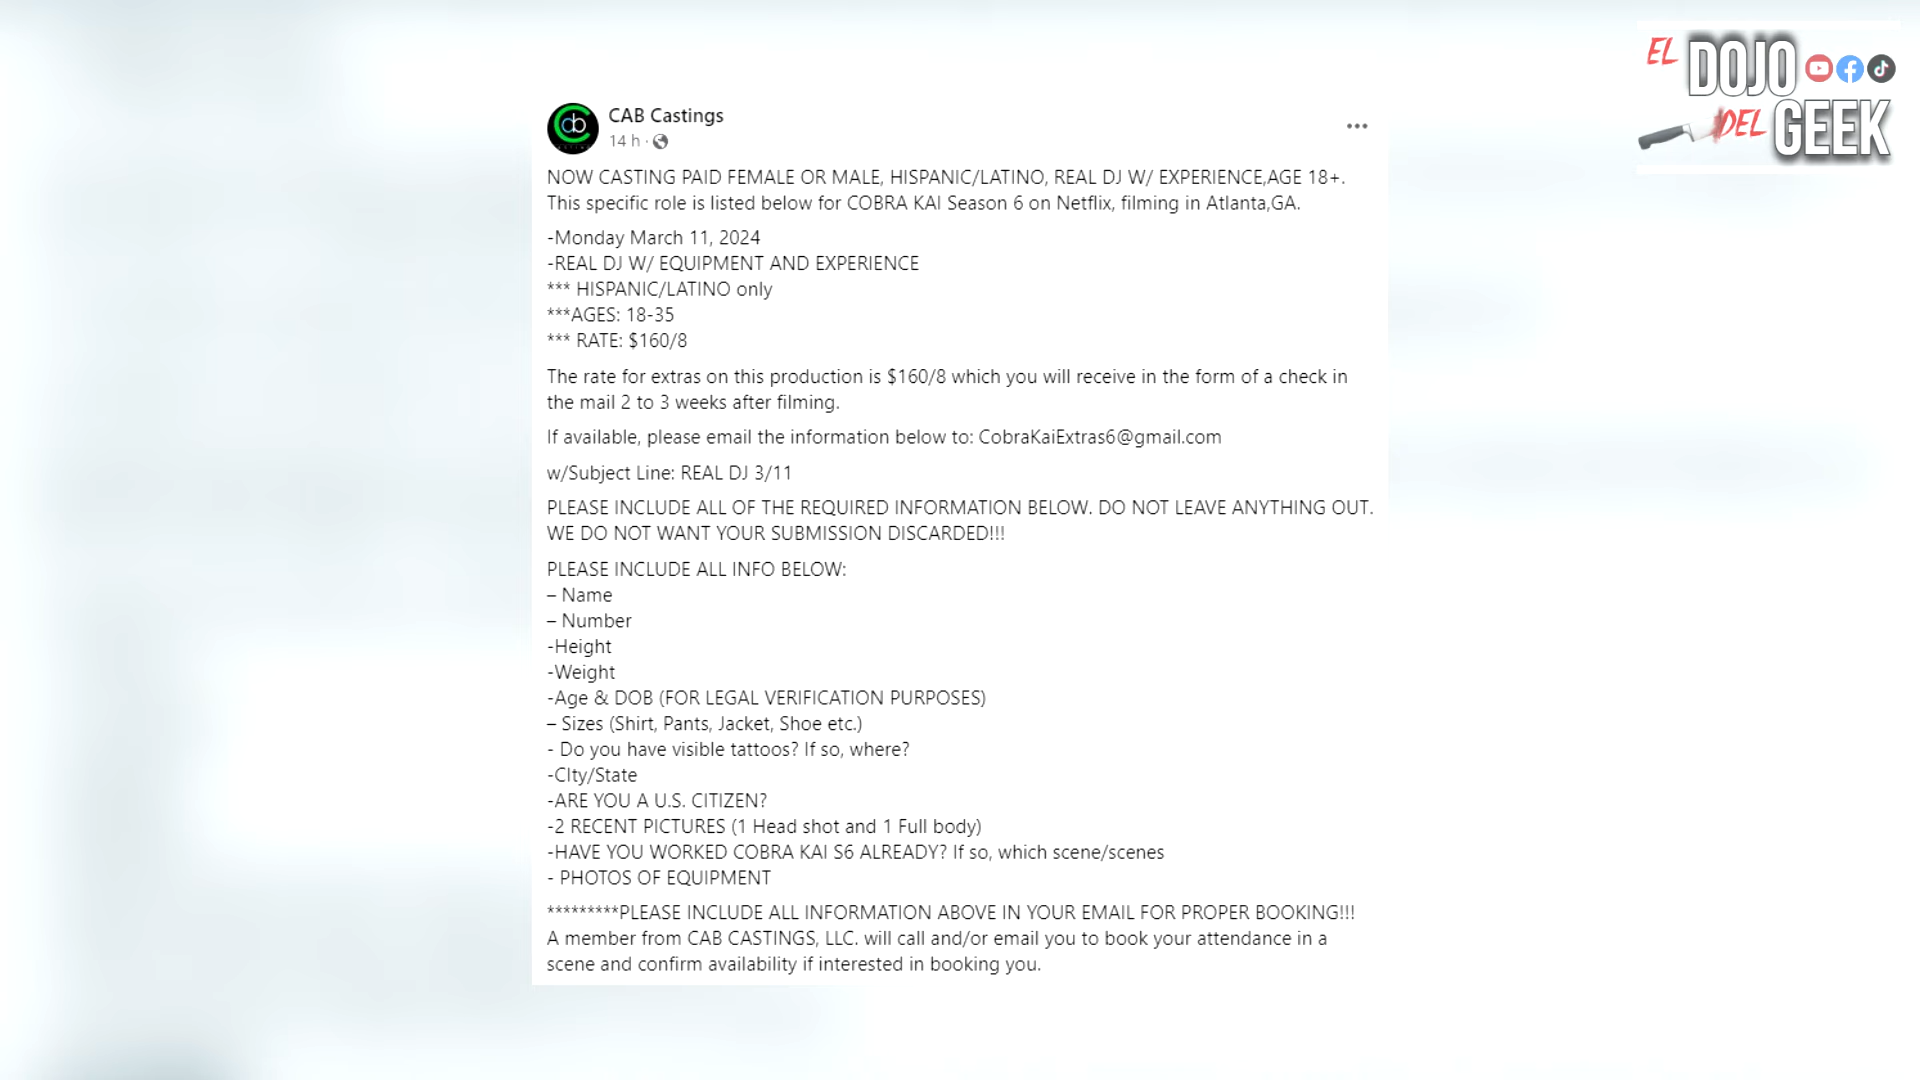 EL DOJO
DEL GEEK
CAB Castings
14 h ·
NOW CASTING PAID FEMALE OR MALE, HISPANIC/LATINO, REAL DJ W/ EXPERIENCE,AGE 18+.
This specific role is listed below for COBRA KAI Season 6 on Netflix, filming in Atlanta,GA.
-Monday March 11, 2024
-REAL DJ W/ EQUIPMENT AND EXPERIENCE
*** HISPANIC/LATINO only
***AGES: 18-35
*** RATE: $160/8
The rate for extras on this production is $160/8 which you will receive in the form of a check in
the mail 2 to 3 weeks after filming.
If available, please email the information below to: CobraKaiExtras6@gmail.com
w/Subject Line: REAL DJ 3/11
PLEASE INCLUDE ALL OF THE REQUIRED INFORMATION BELOW. DO NOT LEAVE ANYTHING OUT.
WE DO NOT WANT YOUR SUBMISSION DISCARDED!!!
PLEASE INCLUDE ALL INFO BELOW:
– Name
– Number
-Height
-Weight
-Age & DOB (FOR LEGAL VERIFICATION PURPOSES)
– Sizes (Shirt, Pants, Jacket, Shoe etc.)
- Do you have visible tattoos? If so, where?
-CIty/State
-ARE YOU A U.S. CITIZEN?
-2 RECENT PICTURES (1 Head shot and 1 Full body)
-HAVE YOU WORKED COBRA KAI S6 ALREADY? If so, which scene/scenes
- PHOTOS OF EQUIPMENT
*********PLEASE INCLUDE ALL INFORMATION ABOVE IN YOUR EMAIL FOR PROPER BOOKING!!!
A member from CAB CASTINGS, LLC. will call and/or email you to book your attendance in a
scene and confirm availability if interested in booking you.